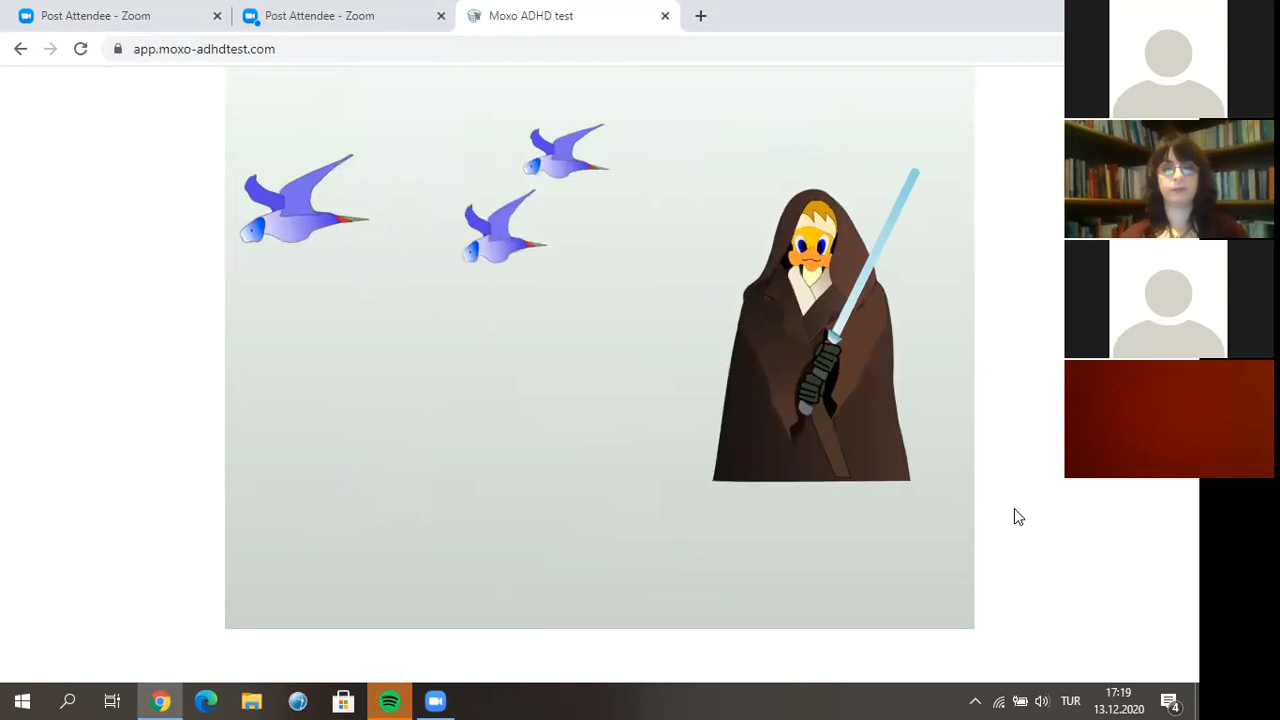 Post Attendee - Zoom
Post Attendee - Zoom
Moxo ADHD test
app.moxo-adhdtest.com
TUR
17:19
13.12.2020
4